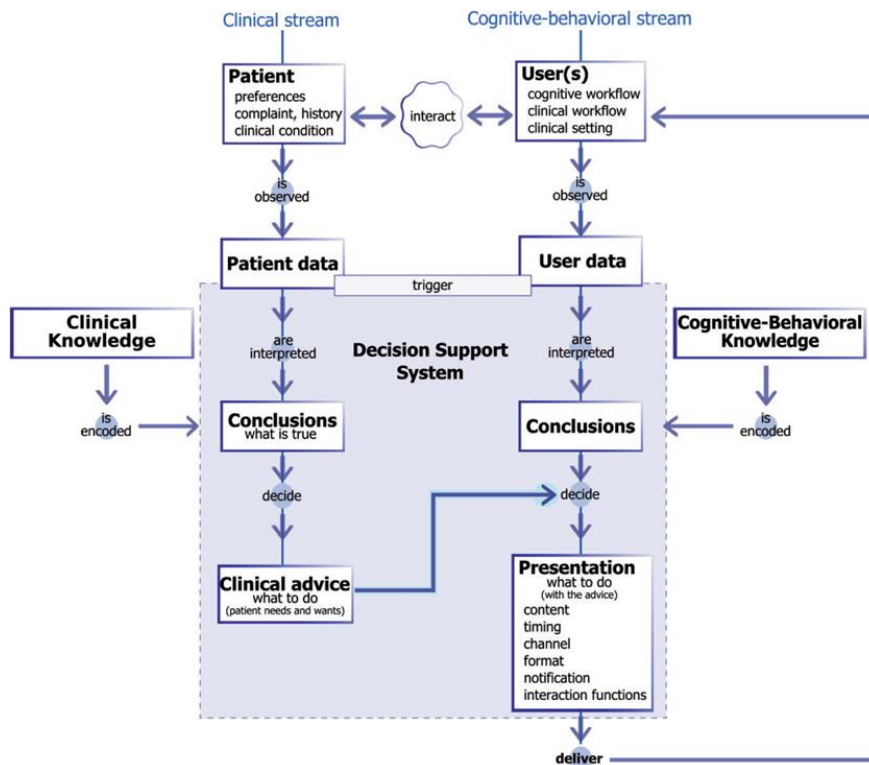 Clinical stream
Cognitive-behavioral stream
Patient
preferences
complaint, history
clinical condition
interact
User(s)
cognitive workflow
clinical workflow
clinical setting
is
observed
is
observed
Patient data
User data
trigger
Clinical
Knowledge
are
interpreted
Decision Support
System
are
interpreted
Cognitive-Behavioral
Knowledge
is
encoded
Conclusions
what is true
Conclusions
is
encoded
decide
decide
Clinical advice
what to do
(patient needs and wants)
Presentation
what to do
(with the advice)
content
timing
channel
format
notification
interaction functions
deliver